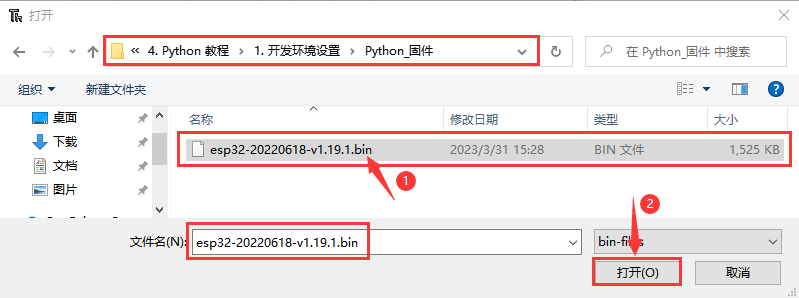 打开
« 4. Python 教程 > 1. 开发环境设置 > Python_固件
在 Python_固件 中搜索
组织 新建文件夹
名称 修改日期 类型 大小
桌面
下载
文档
图片
esp32-20220618-v1.19.1.bin 2023/3/31 15:28 BIN 文件 1,525 KB
1
2
文件名(N): esp32-20220618-v1.19.1.bin
打开(O) 取消